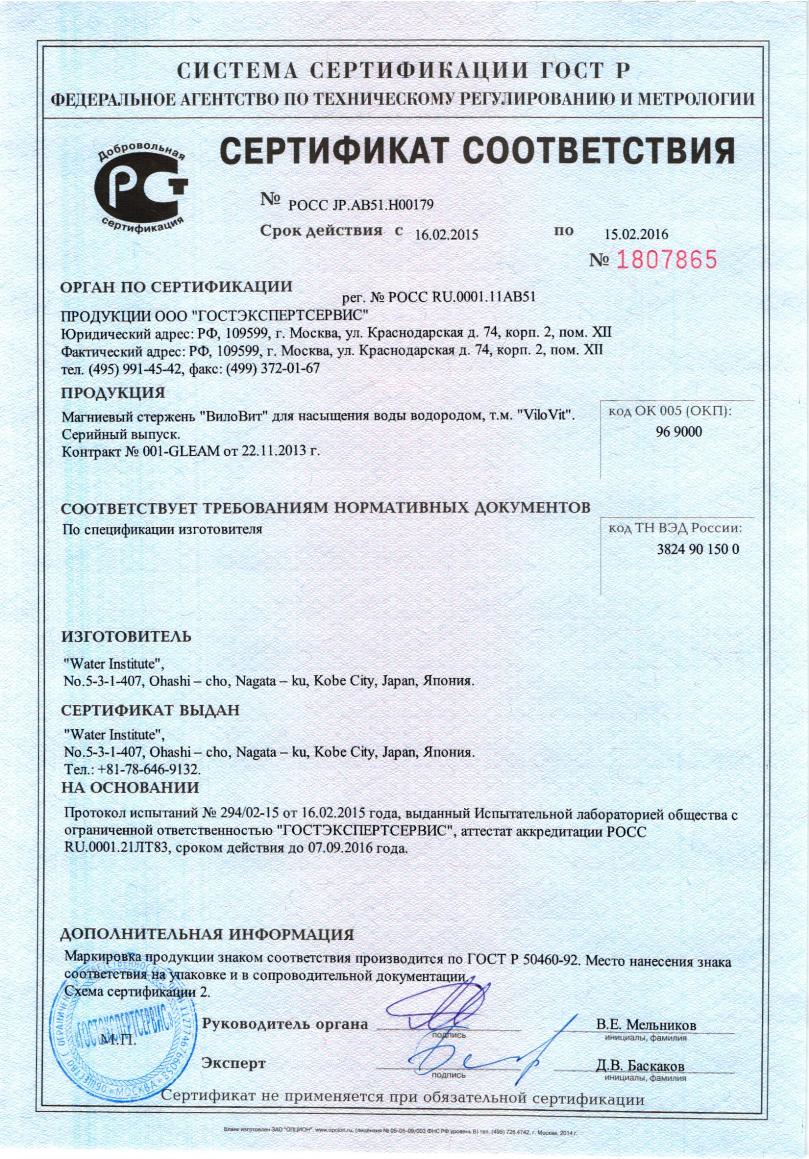 СИСТЕМА СЕРТИФИКАЦИИ ГОСТ Р
ФЕДЕРАЛЬНОЕ АГЕНТСТВО ПО ТЕХНИЧЕСКОМУ РЕГУЛИРОВАНИЮ И МЕТРОЛОГИИ
Добровольная
РСТ
сертификация
СЕРТИФИКАТ СООТВЕТСТВИЯ
№ РОСС JP.АВ51.Н00179
Срок действия с 16.02.2015 по 15.02.2016
№ 1807865
ОРГАН ПО СЕРТИФИКАЦИИ
рег. № РОСС RU.0001.11АВ51
ПРОДУКЦИИ ООО "ГОСТЭКСПЕРТСЕРВИС"
Юридический адрес: РФ, 109599, г. Москва, ул. Краснодарская д. 74, корп. 2, пом. XII
Фактический адрес: РФ, 109599, г. Москва, ул. Краснодарская д. 74, корп. 2, пом. XII
тел. (495) 991-45-42, факс: (499) 372-01-67
ПРОДУКЦИЯ
Магниевый стержень "ВилоВит" для насыщения воды водородом, т.м. "ViloVit".
Серийный выпуск.
Контракт № 001-GLEAM от 22.11.2013 г.
код ОК 005 (ОКП):
96 9000
СООТВЕТСТВУЕТ ТРЕБОВАНИЯМ НОРМАТИВНЫХ ДОКУМЕНТОВ
По спецификации изготовителя
код ТН ВЭД России:
3824 90 150 0
ИЗГОТОВИТЕЛЬ
"Water Institute",
No.5-3-1-407, Ohashi – cho, Nagata – ku, Kobe City, Japan, Япония.
СЕРТИФИКАТ ВЫДАН
"Water Institute",
No.5-3-1-407, Ohashi – cho, Nagata – ku, Kobe City, Japan, Япония.
Тел.: +81-78-646-9132.
НА ОСНОВАНИИ
Протокол испытаний № 294/02-15 от 16.02.2015 года, выданный Испытательной лабораторией общества с
ограниченной ответственностью "ГОСТЭКСПЕРТСЕРВИС", аттестат аккредитации РОСС
RU.0001.21ЛТ83, сроком действия до 07.09.2016 года.
ДОПОЛНИТЕЛЬНАЯ ИНФОРМАЦИЯ
Маркировка продукции знаком соответствия производится по ГОСТ Р 50460-92. Место нанесения знака
соответствия на упаковке и в сопроводительной документации.
Схема сертификации 2.
"ГОСТЭКСПЕРТСЕРВИС"
М.П.
МОСКВА
Руководитель органа
подпись
В.Е. Мельников
инициалы, фамилия
Эксперт
подпись
Д.В. Баскаков
инициалы, фамилия
Сертификат не применяется при обязательной сертификации